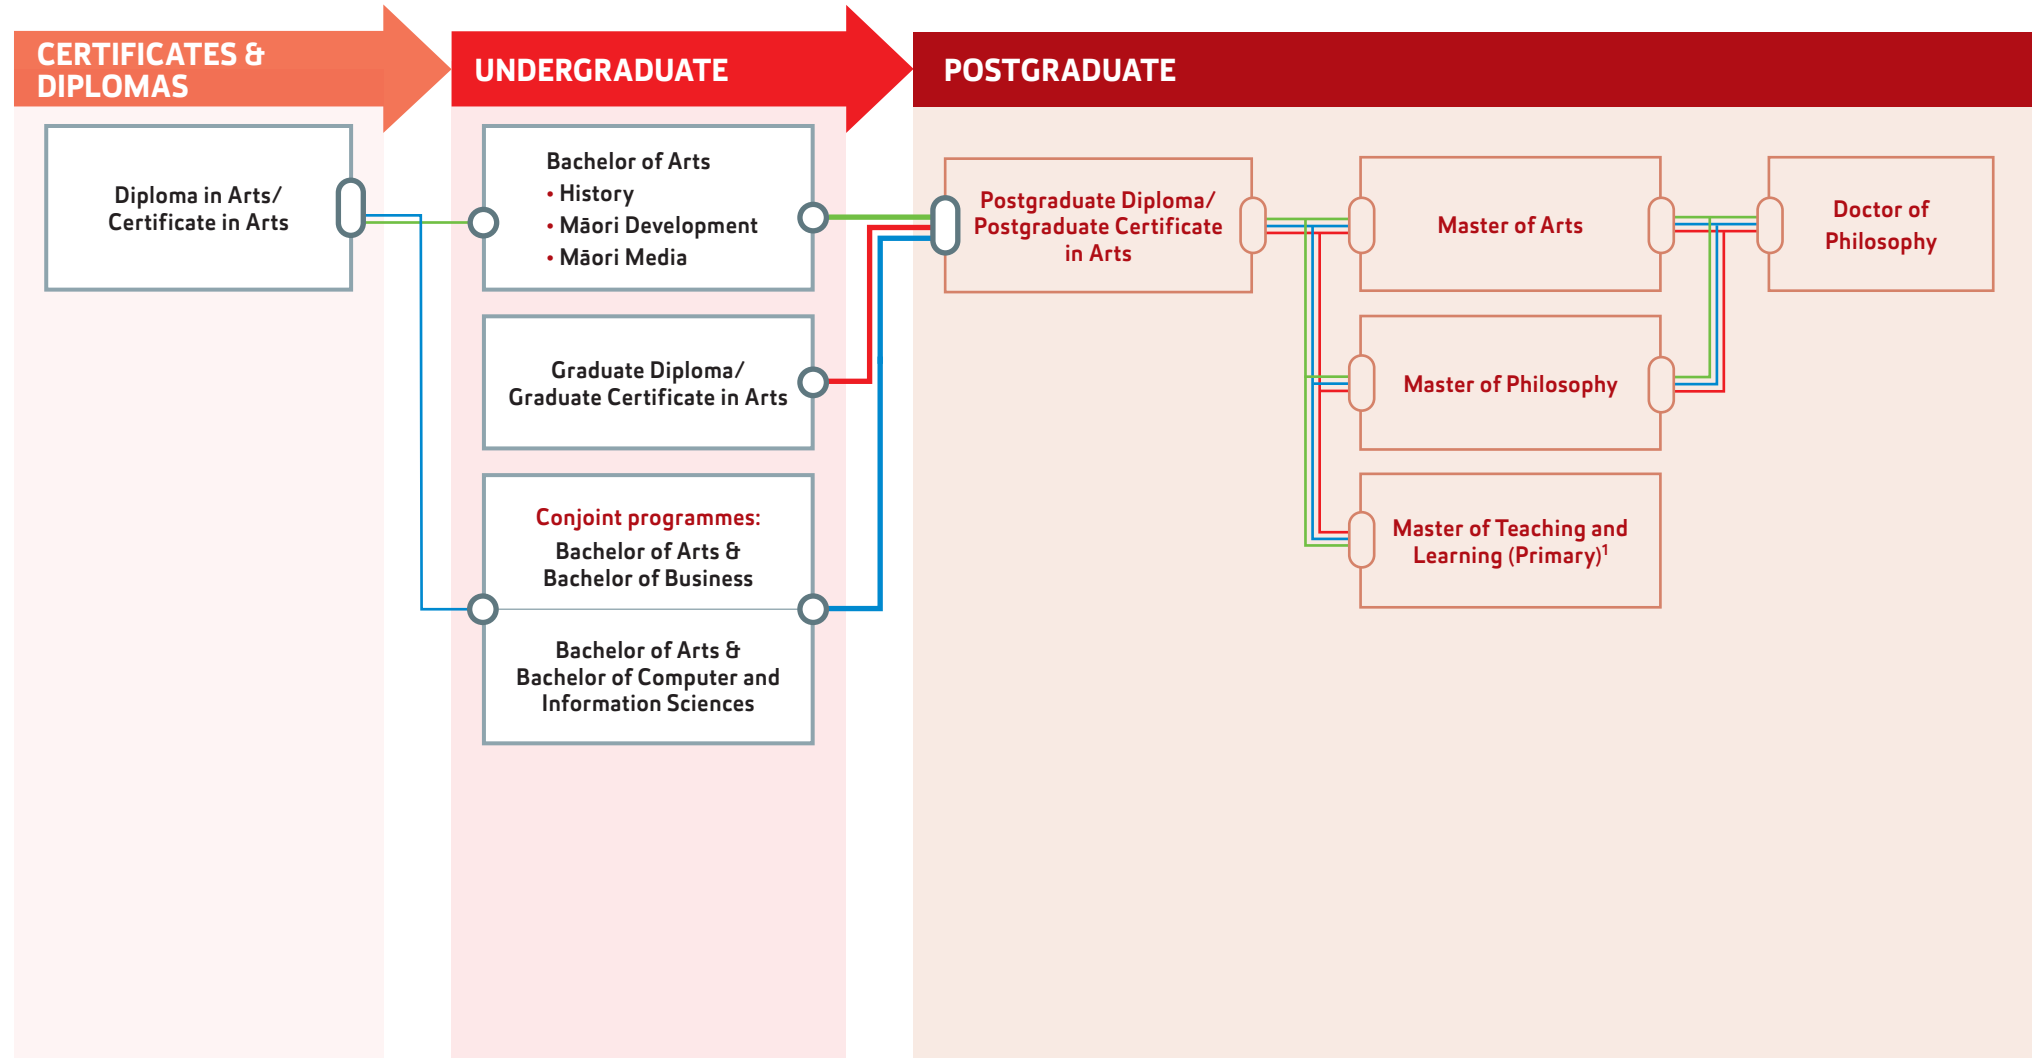 CERTIFICATES &
DIPLOMAS
UNDERGRADUATE
POSTGRADUATE
Diploma in Arts/
Certificate in Arts
Bachelor of Arts
• History
• Māori Development
• Māori Media
Graduate Diploma/
Graduate Certificate in Arts
Conjoint programmes:
Bachelor of Arts &
Bachelor of Business
Bachelor of Arts &
Bachelor of Computer and
Information Sciences
Postgraduate Diploma/
Postgraduate Certificate
in Arts
Master of Arts
Master of Philosophy
Master of Teaching and
Learning (Primary)¹
Doctor of
Philosophy